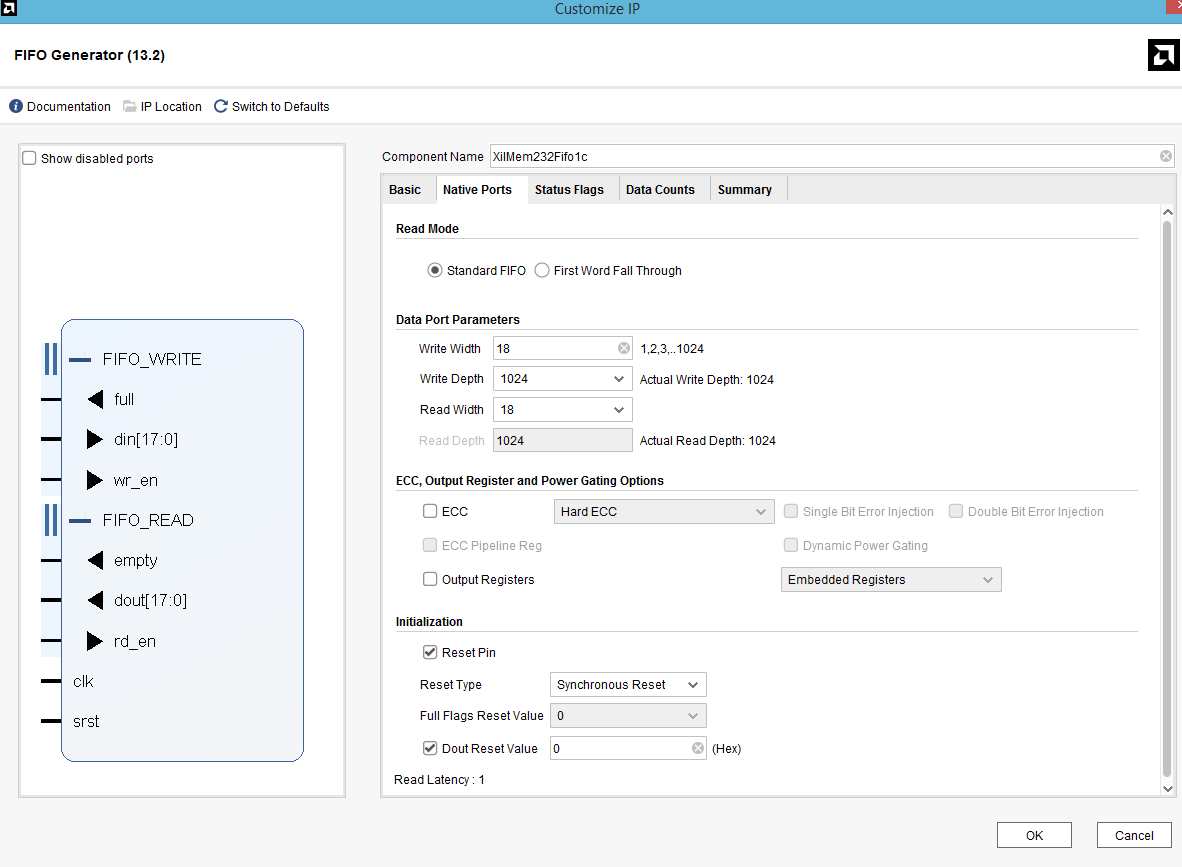 Customize IP
FIFO Generator (13.2)
Documentation IP Location Switch to Defaults
Show disabled ports
FIFO_WRITE
full
din[17:0]
wr_en
FIFO_READ
empty
dout[17:0]
rd_en
clk
srst
Component Name XilMem232Fifo1c
Basic Native Ports Status Flags Data Counts Summary
Read Mode
Standard FIFO First Word Fall Through
Data Port Parameters
Write Width 18 1,2,3,..1024
Write Depth 1024 Actual Write Depth: 1024
Read Width 18
Read Depth 1024 Actual Read Depth: 1024
ECC, Output Register and Power Gating Options
ECC Hard ECC Single Bit Error Injection Double Bit Error Injection
ECC Pipeline Reg Dynamic Power Gating
Output Registers Embedded Registers
Initialization
Reset Pin
Reset Type Synchronous Reset
Full Flags Reset Value 0
Dout Reset Value 0 (Hex)
Read Latency : 1
OK Cancel